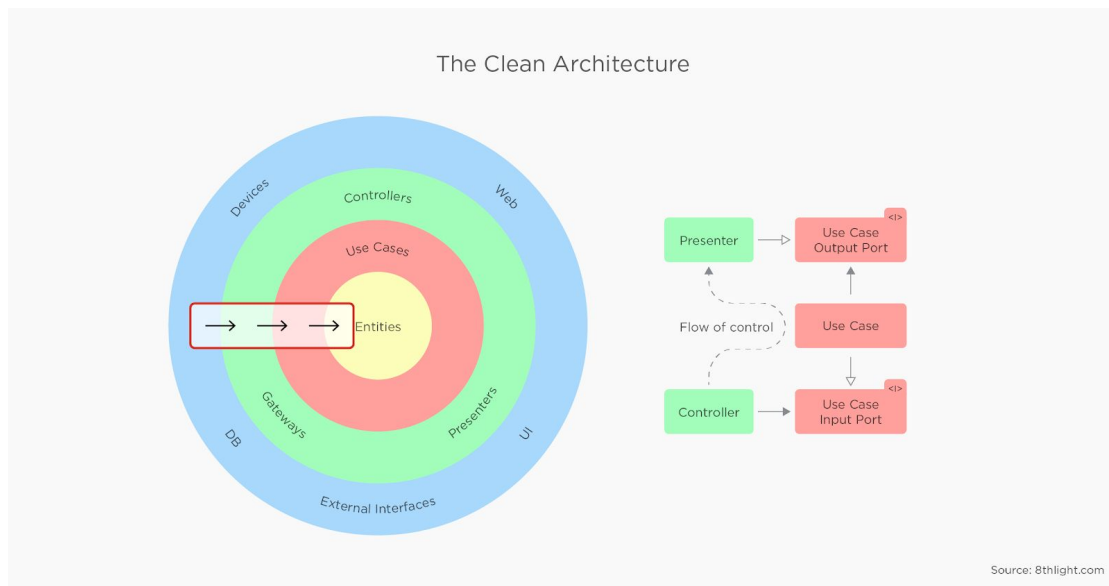 The Clean Architecture
Devices
Web
Controllers
Use Cases
Entities
Gateways
Presenters
DB
UI
External Interfaces
Presenter
<I>
Use Case
Output Port
Flow of control
Use Case
Controller
<I>
Use Case
Input Port
Source: 8thlight.com